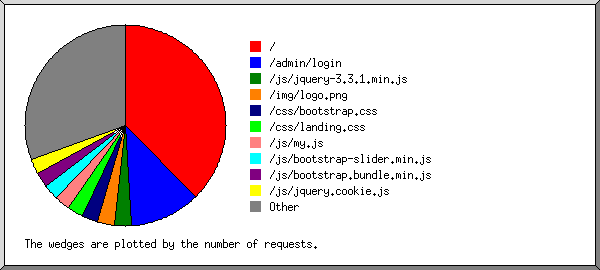 /
/admin/login
/js/jquery-3.3.1.min.js
/img/logo.png
/css/bootstrap.css
/css/landing.css
/js/my.js
/js/bootstrap-slider.min.js
/js/bootstrap.bundle.min.js
/js/jquery.cookie.js
Other
The wedges are plotted by the number of requests.